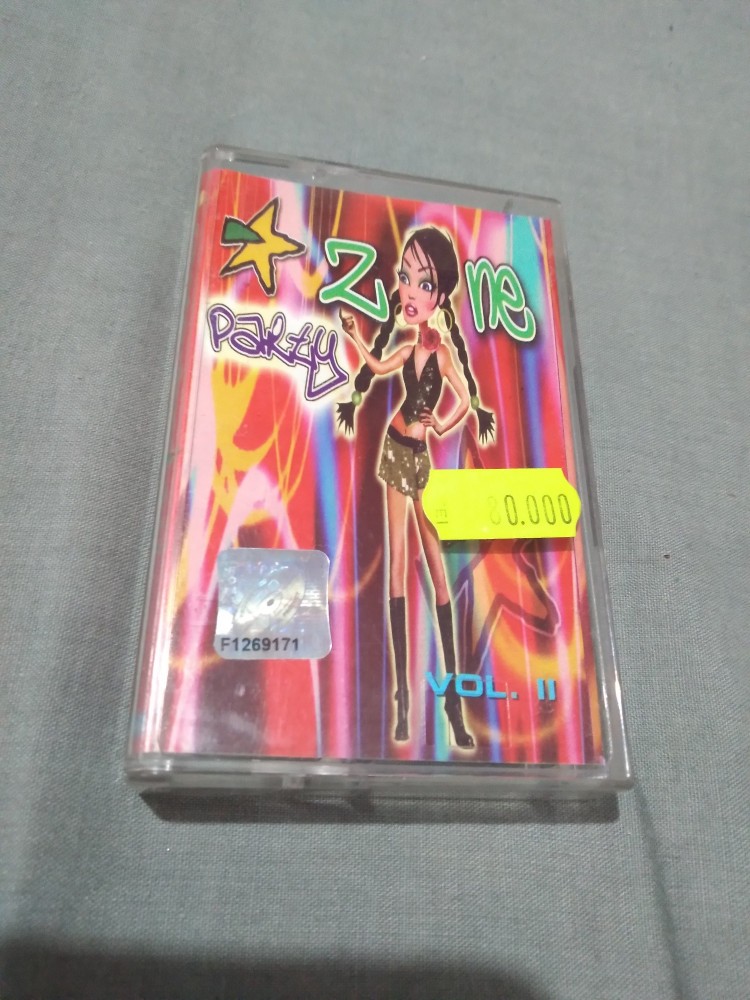 Z ne
Party
80.000
F1269171
VOL. II